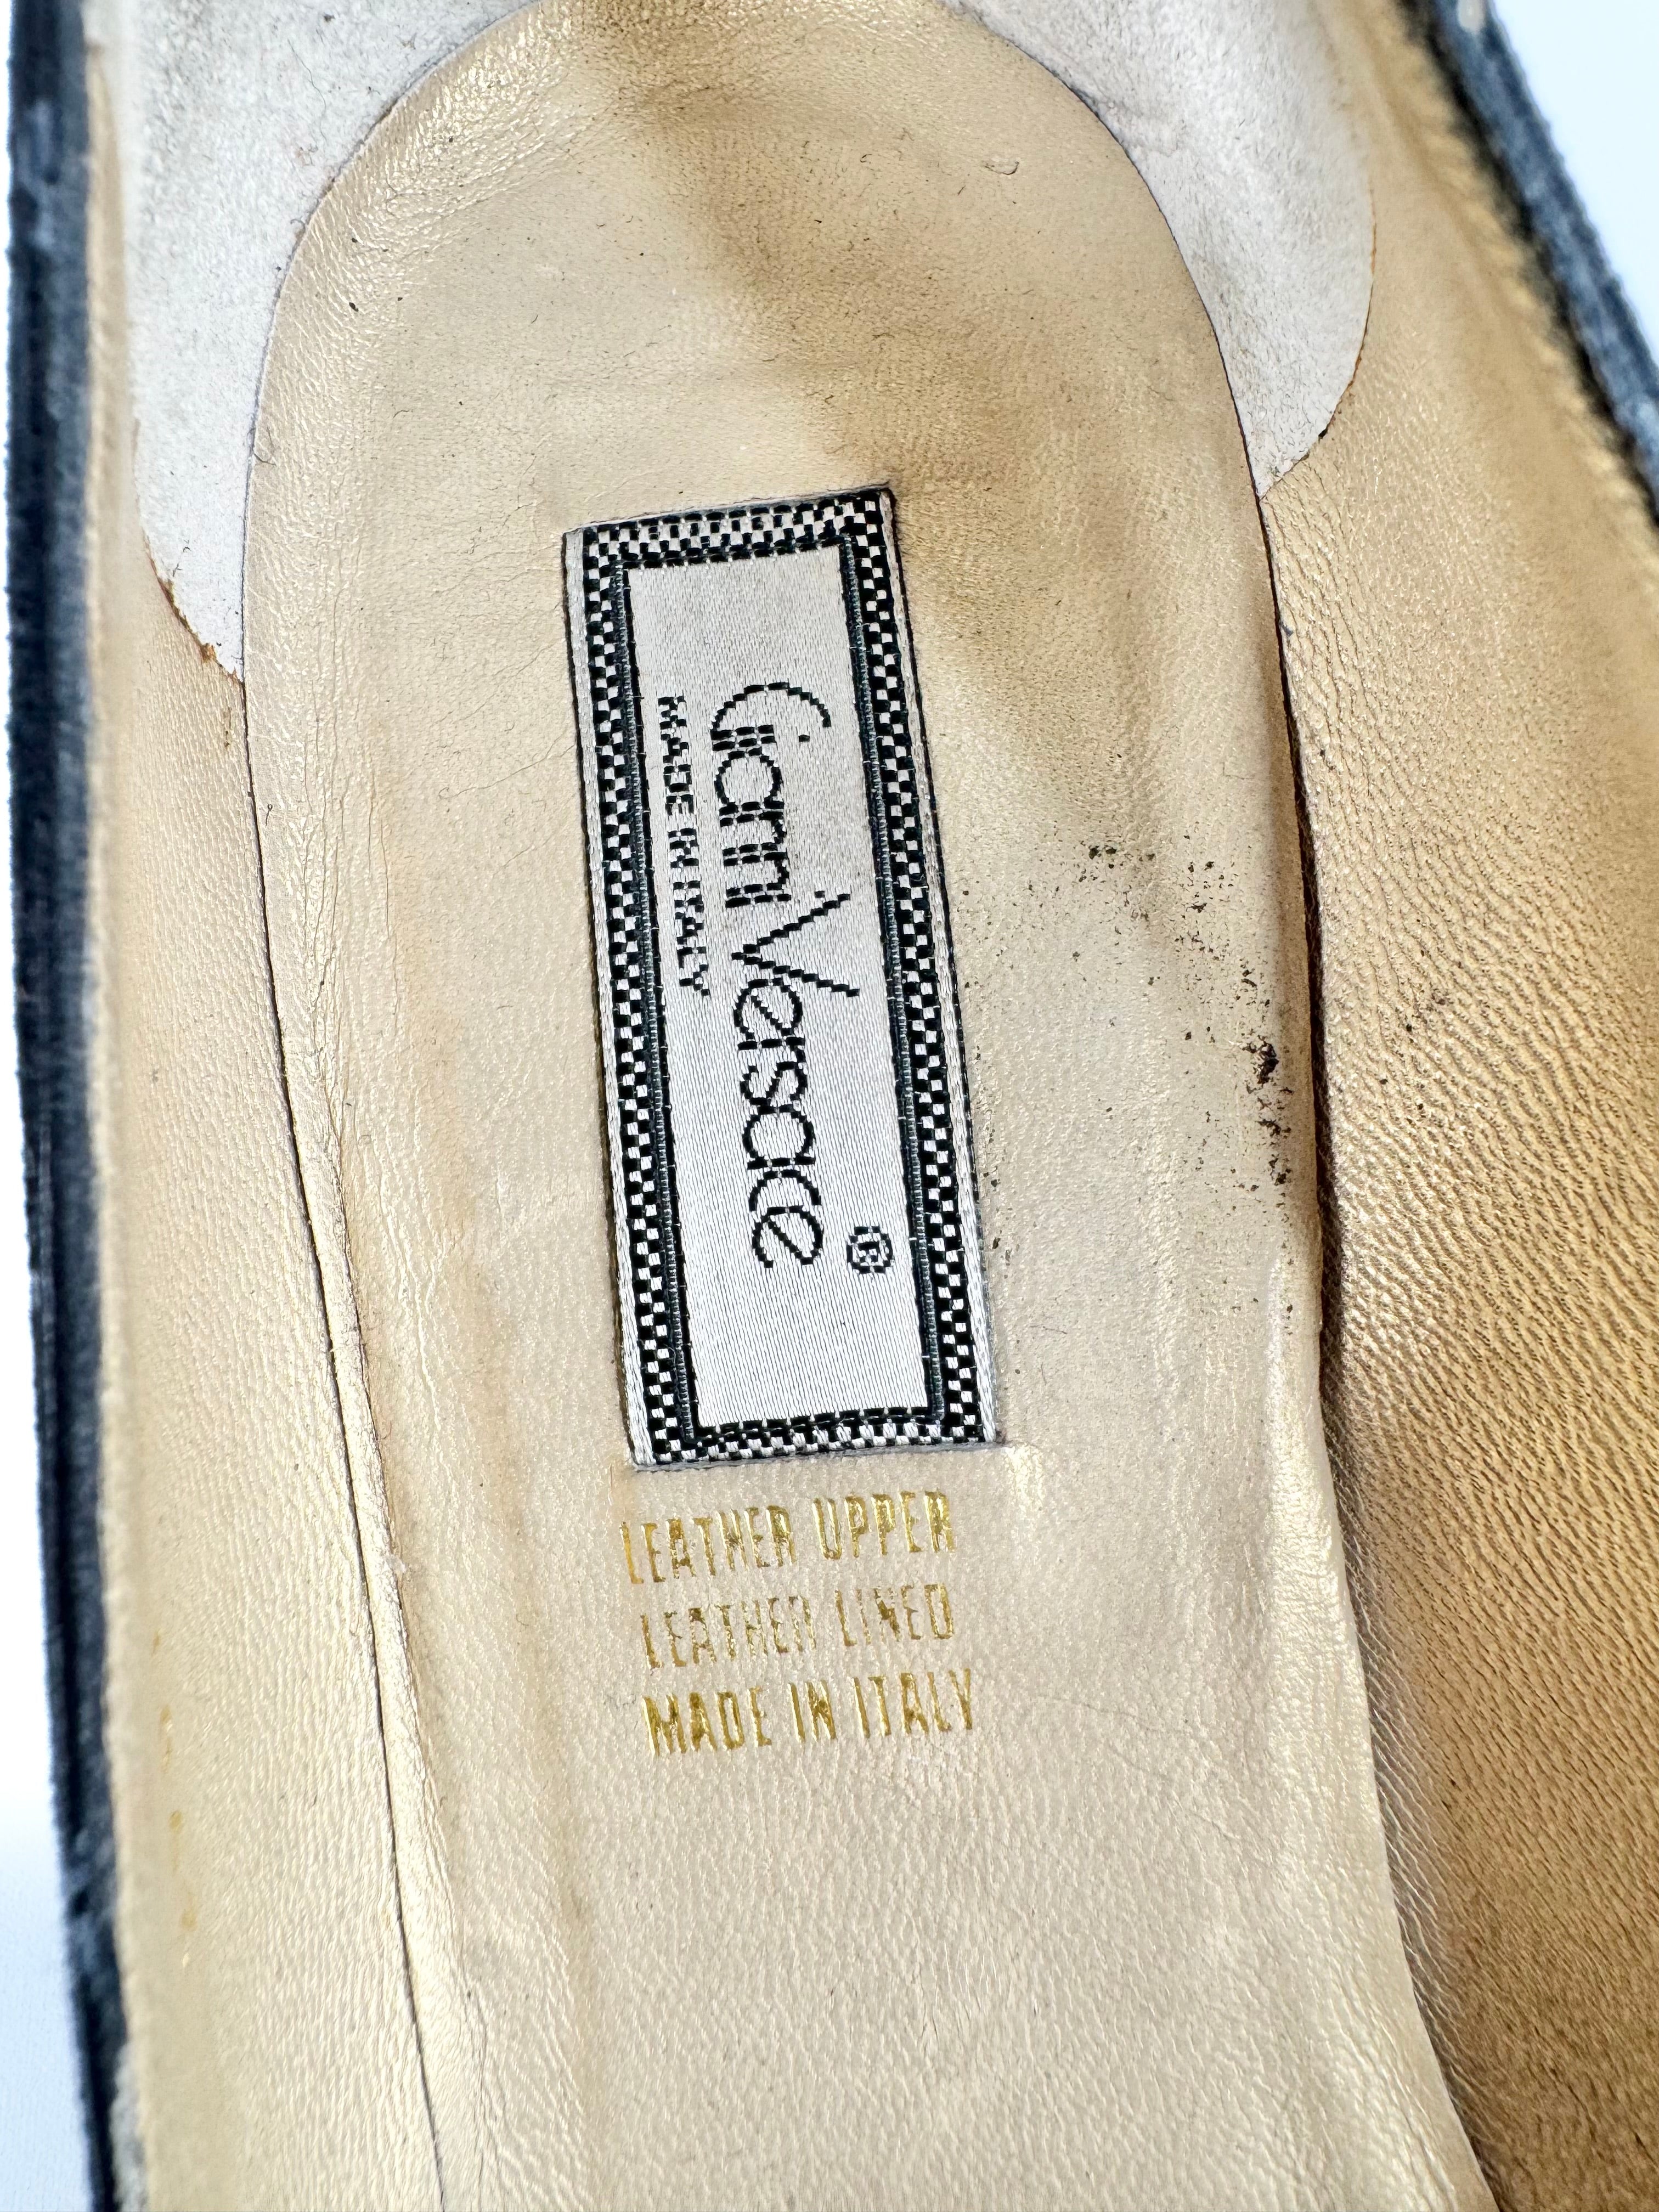 Gianni Versace ®
MADE IN ITALY
LEATHER UPPER
LEATHER LINED
MADE IN ITALY